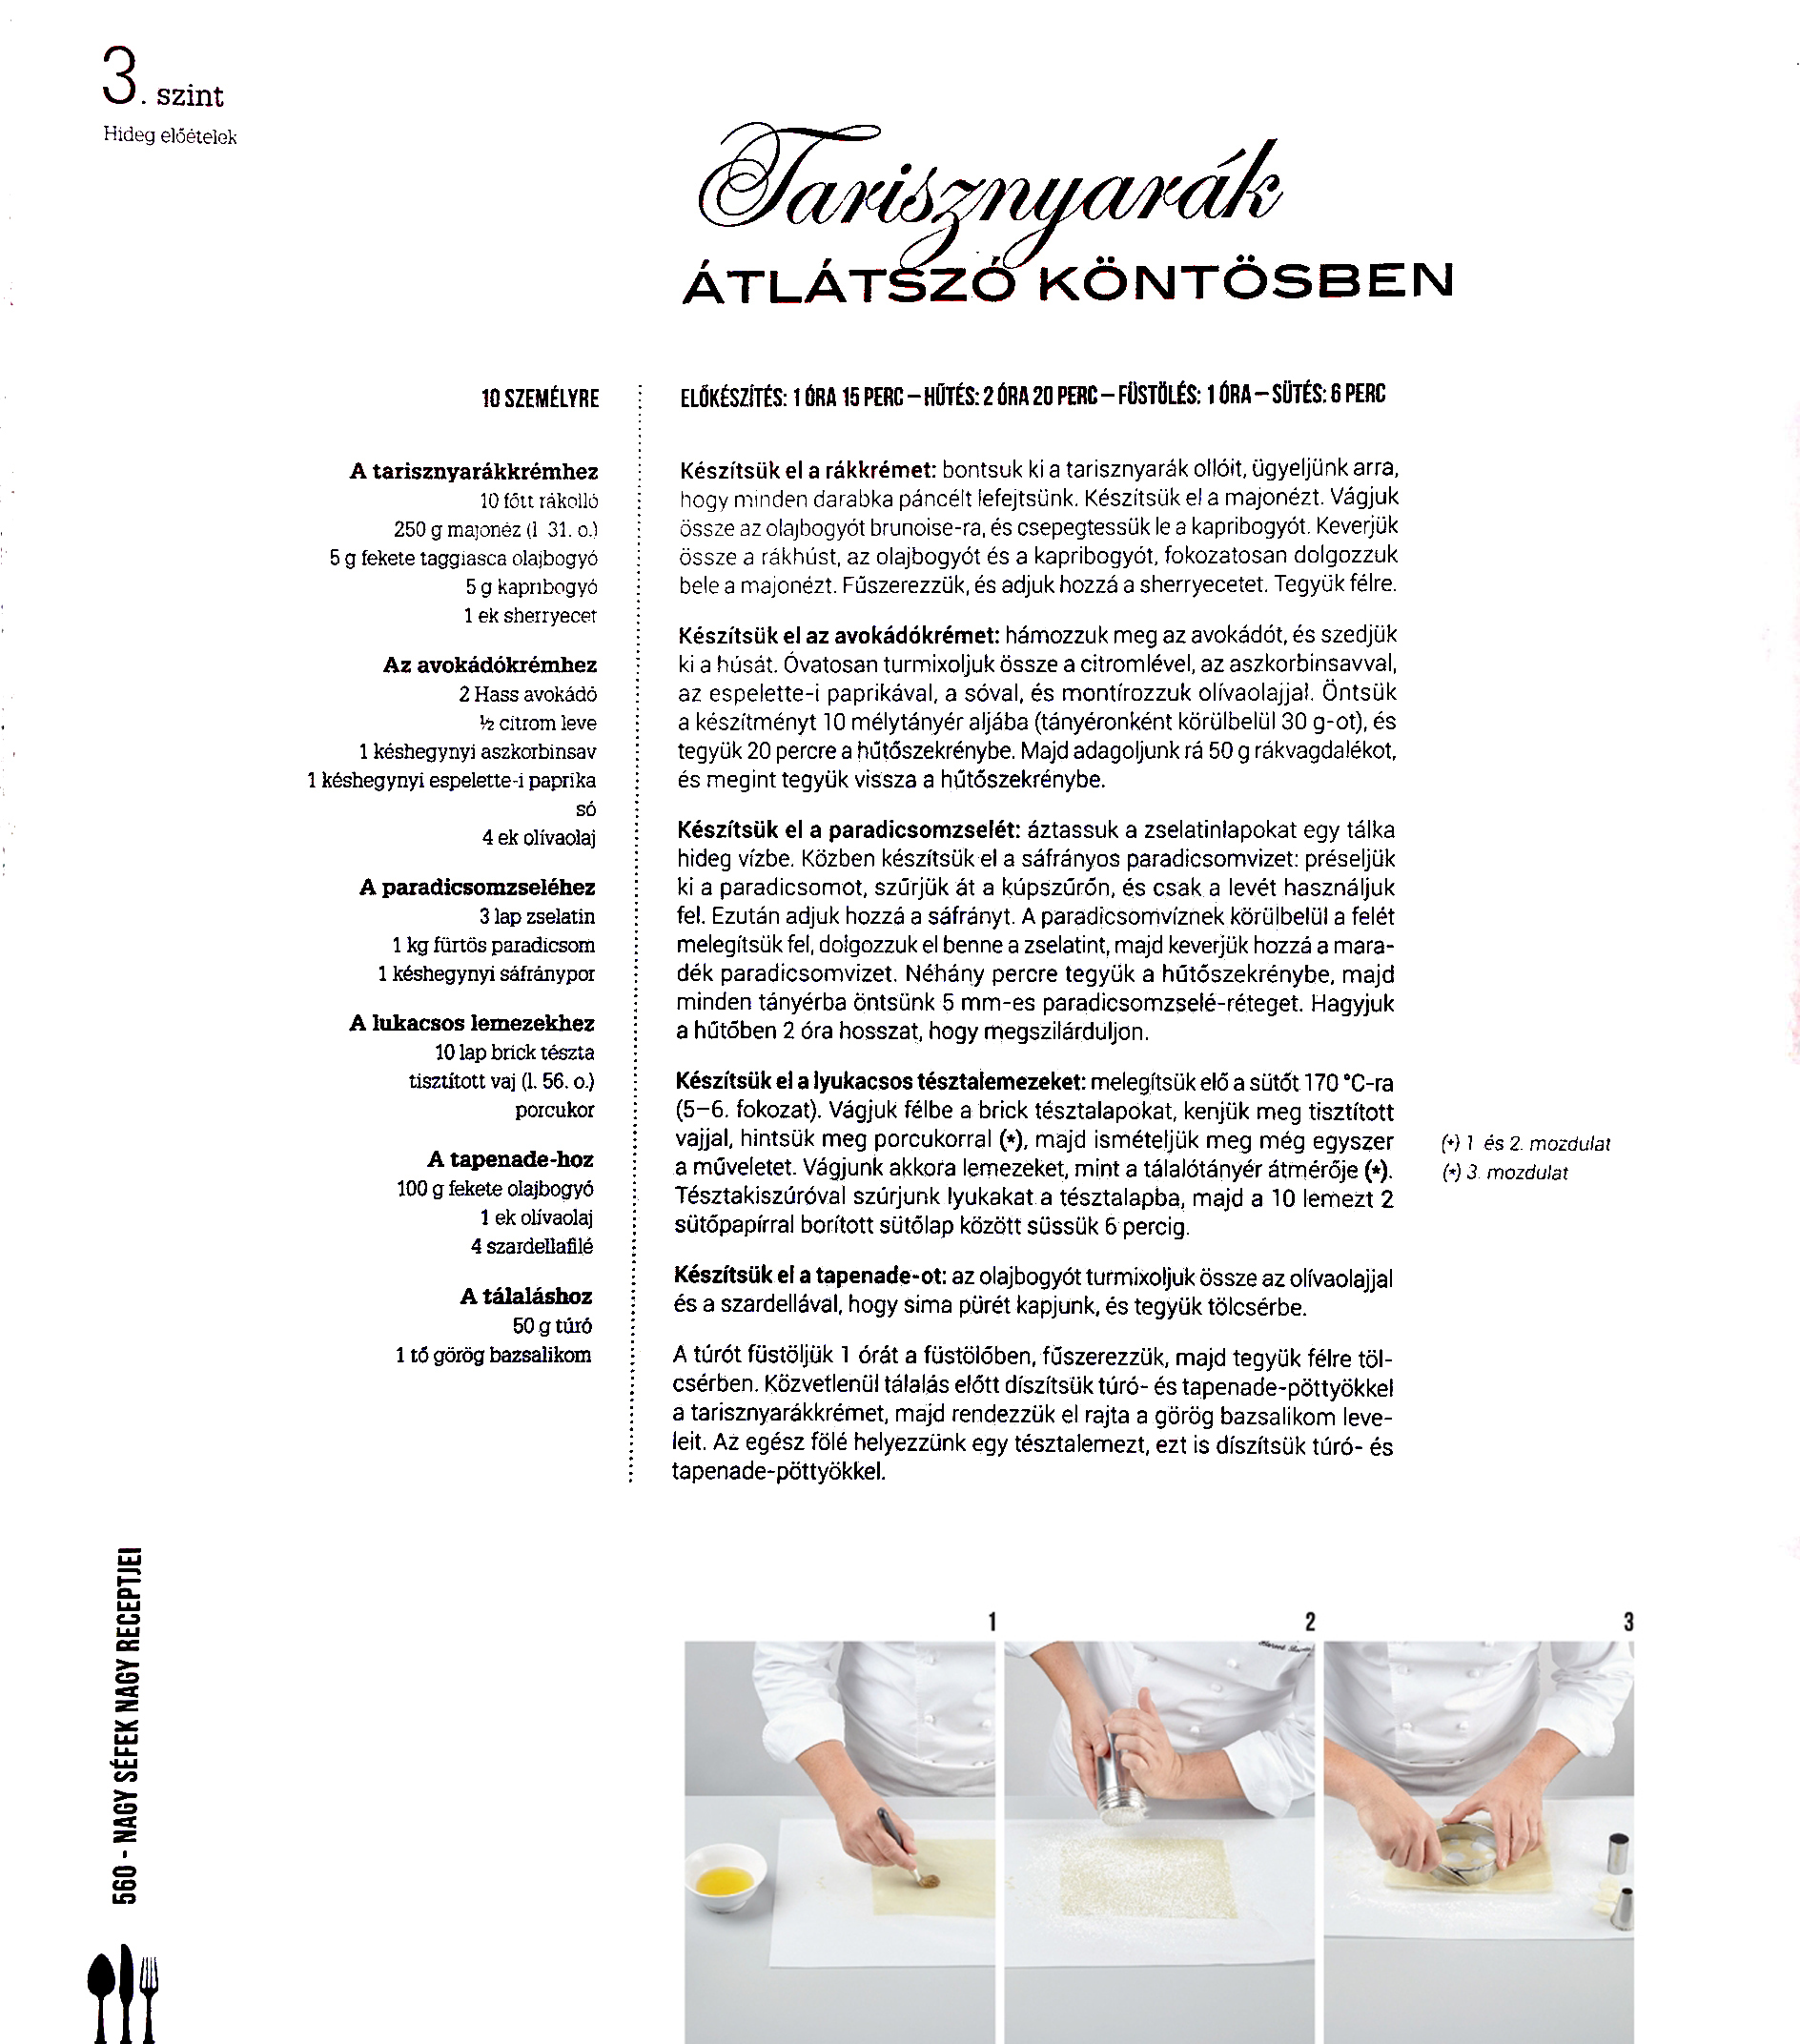 3. szint
Hideg előételek
Tarisznyarák
ÁTLÁTSZÓ KÖNTÖSBEN
10 SZEMÉLYRE
A tarisznyarákkrémhez
10 főtt rákolló
250 g majonéz (l 31. o.)
5 g fekete taggiasca olajbogyó
5 g kapribogyó
1 ek sherryecet
Az avokádókrémhez
2 Hass avokádó
½ citrom leve
1 késhegynyi aszkorbinsav
1 késhegynyi espelette-i paprika
só
4 ek olívaolaj
A paradicsomzseléhez
3 lap zselatin
1 kg fürtös paradicsom
1 késhegynyi sáfránypor
A lukacsos lemezekhez
10 lap brick tészta
tisztított vaj (l. 56. o.)
porcukor
A tapenade-hoz
100 g fekete olajbogyó
1 ek olívaolaj
4 szardellafilé
A tálaláshoz
50 g túró
1 tő görög bazsalikom
ELŐKÉSZÍTÉS: 1 ÓRA 15 PERC – HŰTÉS: 2 ÓRA 20 PERC – FÜSTÖLÉS: 1 ÓRA – SÜTÉS: 6 PERC
Készítsük el a rákkrémet: bontsuk ki a tarisznyarák ollóit, ügyeljünk arra,
hogy minden darabka páncélt lefejtsünk. Készítsük el a majonézt. Vágjuk
össze az olajbogyót brunoise-ra, és csepegtessük le a kapribogyót. Keverjük
össze a rákhúst, az olajbogyót és a kapribogyót, fokozatosan dolgozzuk
bele a majonézt. Fűszerezzük, és adjuk hozzá a sherryecetet. Tegyük félre.
Készítsük el az avokádókrémet: hámozzuk meg az avokádót, és szedjük
ki a húsát. Óvatosan turmixoljuk össze a citromlével, az aszkorbinsavval,
az espelette-i paprikával, a sóval, és montírozzuk olívaolajjal. Öntsük
a készítményt 10 mélytányér aljába (tányéronként körülbelül 30 g-ot), és
tegyük 20 percre a hűtőszekrénybe. Majd adagoljunk rá 50 g rákvagdalékot,
és megint tegyük vissza a hűtőszekrénybe.
Készítsük el a paradicsomzselét: áztassuk a zselatinlapokat egy tálka
hideg vízbe. Közben készítsük el a sáfrányos paradicsomvizet: préseljük
ki a paradicsomot, szűrjük át a kúpszűrőn, és csak a levét használjuk
fel. Ezután adjuk hozzá a sáfrányt. A paradicsomvíznek körülbelül a felét
melegítsük fel, dolgozzuk el benne a zselatint, majd keverjük hozzá a mara-
dék paradicsomvizet. Néhány percre tegyük a hűtőszekrénybe, majd
minden tányérba öntsünk 5 mm-es paradicsomzselé-réteget. Hagyjuk
a hűtőben 2 óra hosszat, hogy megszilárduljon.
Készítsük el a lyukacsos tésztalemezeket: melegítsük elő a sütőt 170 °C-ra
(5–6. fokozat). Vágjuk félbe a brick tésztalapokat, kenjük meg tisztított
vajjal, hintsük meg porcukorral (*), majd ismételjük meg még egyszer
a műveletet. Vágjunk akkora lemezeket, mint a tálalótányér átmérője (*).
Tésztakiszúróval szúrjunk lyukakat a tésztalapba, majd a 10 lemezt 2
sütőpapírral borított sütőlap között süssük 6 percig.
(*) 1 és 2. mozdulat
(*) 3. mozdulat
Készítsük el a tapenade-ot: az olajbogyót turmixoljuk össze az olívaolajjal
és a szardellával, hogy sima pürét kapjunk, és tegyük tölcsérbe.
A túrót füstöljük 1 órát a füstölőben, fűszerezzük, majd tegyük félre töl-
csérben. Közvetlenül tálalás előtt díszítsük túró- és tapenade-pöttyökkel
a tarisznyarákkrémet, majd rendezzük el rajta a görög bazsalikom leve-
leit. Az egész fölé helyezzünk egy tésztalemezt, ezt is díszítsük túró- és
tapenade-pöttyökkel.
560 - NAGY SÉFEK NAGY RECEPTJEI
1
2
3